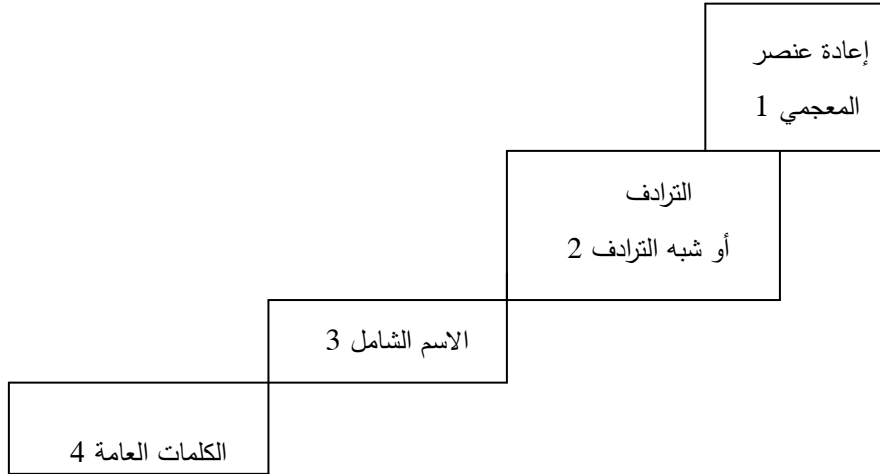 إعادة عنصر
المعجمي 1
الترادف
أو شبه الترادف 2
الاسم الشامل 3
الكلمات العامة 4